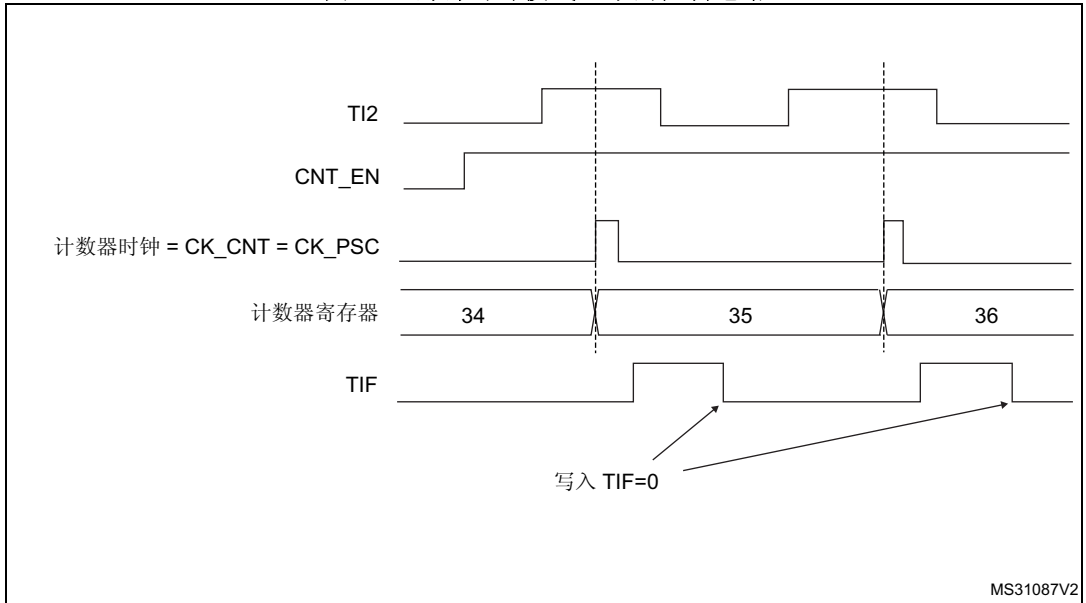 TI2
CNT_EN
计数器时钟 = CK_CNT = CK_PSC
计数器寄存器 34 35 36
TIF
写入 TIF=0
MS31087V2